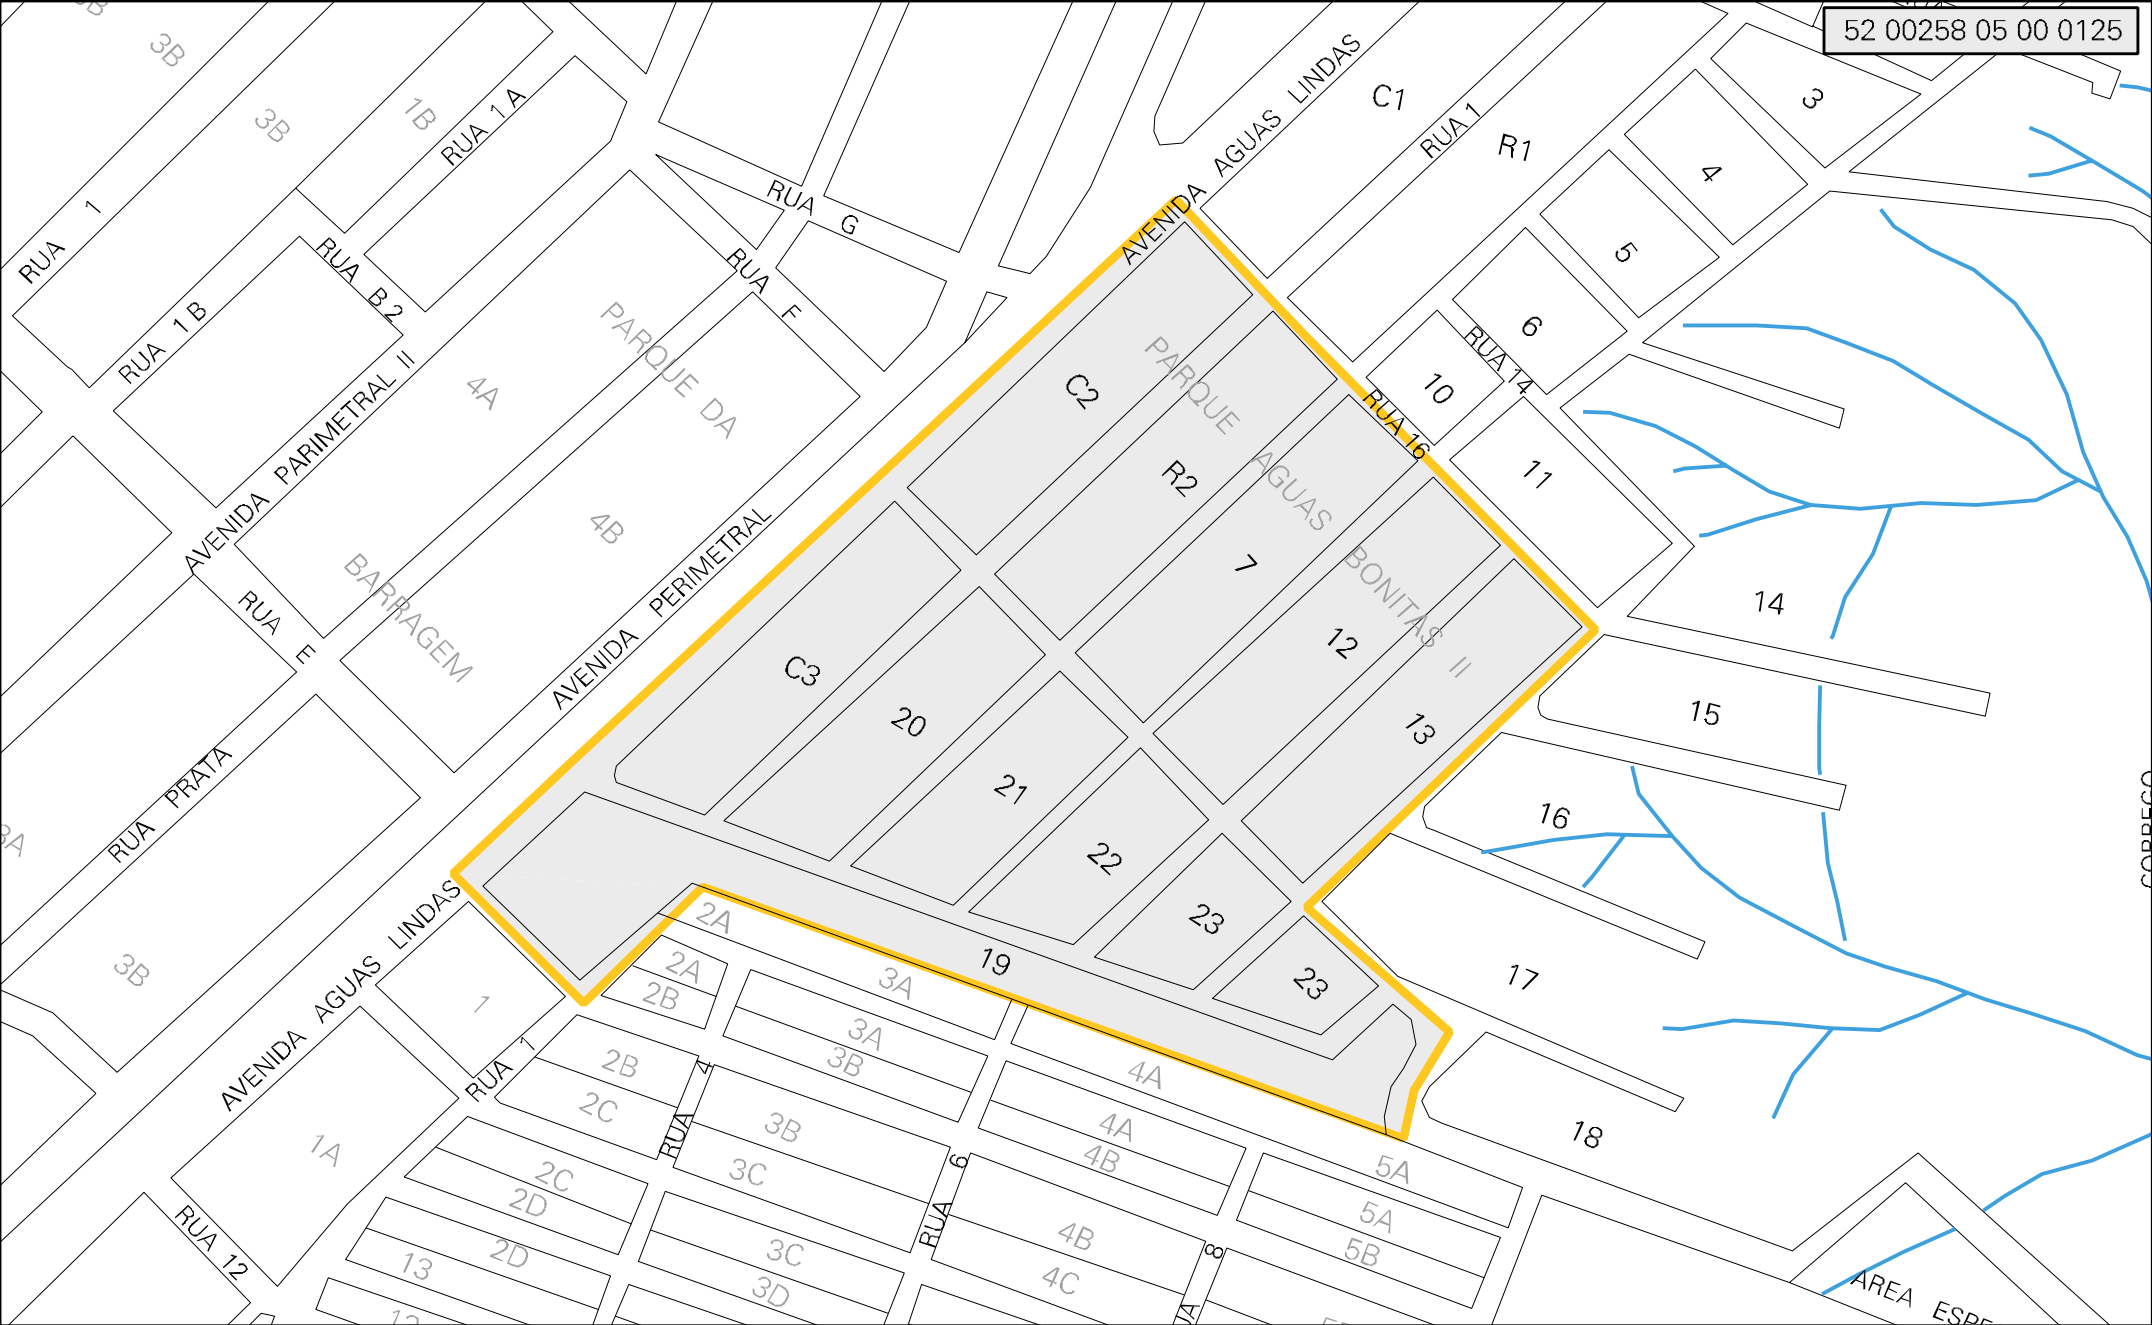 52 00258 05 00 0125
3B
3B
1B
RUA 1 A
RUA 1
3B
RUA 1 B
RUA B 2
AVENIDA PARIMETRAL II
4A
4B
PARQUE DA
BARRAGEM
RUA G
RUA F
RUA E
AVENIDA PERIMETRAL
RUA PRATA
3A
3B
AVENIDA AGUAS LINDAS
AVENIDA AGUAS LINDAS
C1
RUA 1
R1
3
4
5
6
10
RUA 14
RUA 16
11
14
15
16
17
18
C2
R2
7
12
13
PARQUE AGUAS BONITAS II
C3
20
21
22
23
23
19
2A
2A
2B
3A
3A
3B
4A
4A
4B
5A
5A
5B
1
1A
RUA 1
RUA 12
2B
2C
2C
2D
2D
13
12
RUA 4
3B
3C
3C
3D
RUA 6
4B
4C
8
CORREGO
AREA